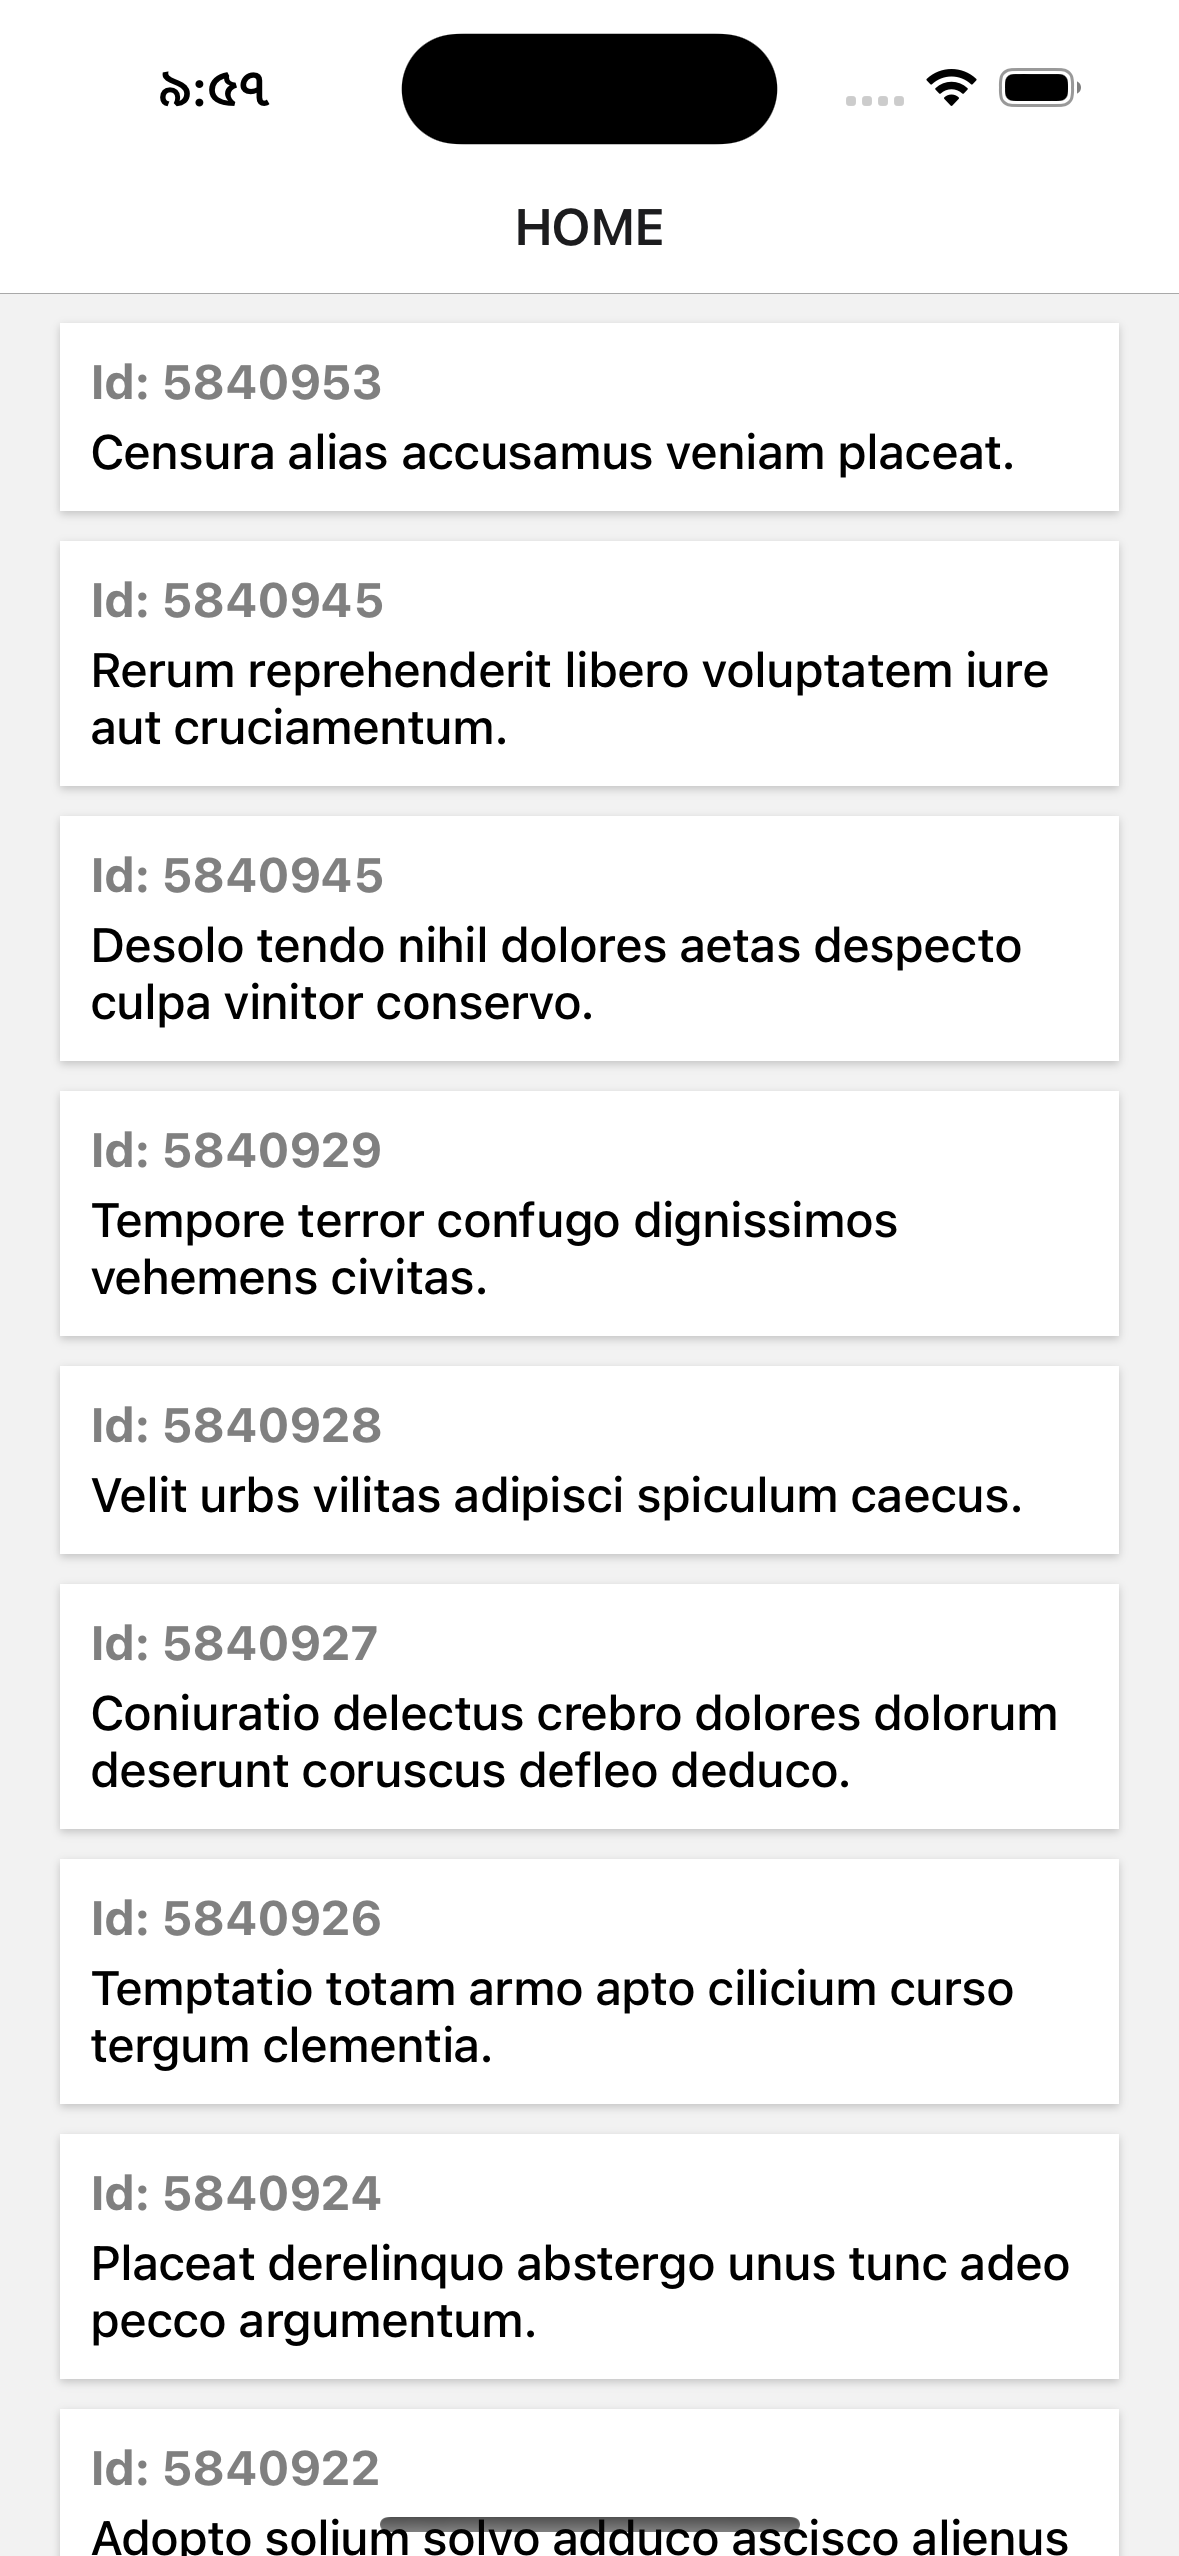 ৯:৫৭
HOME
Id: 5840953
Censura alias accusamus veniam placeat.
Id: 5840945
Rerum reprehenderit libero voluptatem iure
aut cruciamentum.
Id: 5840945
Desolo tendo nihil dolores aetas despecto
culpa vinitor conservo.
Id: 5840929
Tempore terror confugo dignissimos
vehemens civitas.
Id: 5840928
Velit urbs vilitas adipisci spiculum caecus.
Id: 5840927
Coniuratio delectus crebro dolores dolorum
deserunt coruscus defleo deduco.
Id: 5840926
Temptatio totam armo apto cilicium curso
tergum clementia.
Id: 5840924
Placeat derelinquo abstergo unus tunc adeo
pecco argumentum.
Id: 5840922
Adopto solium solvo adduco ascisco alienus